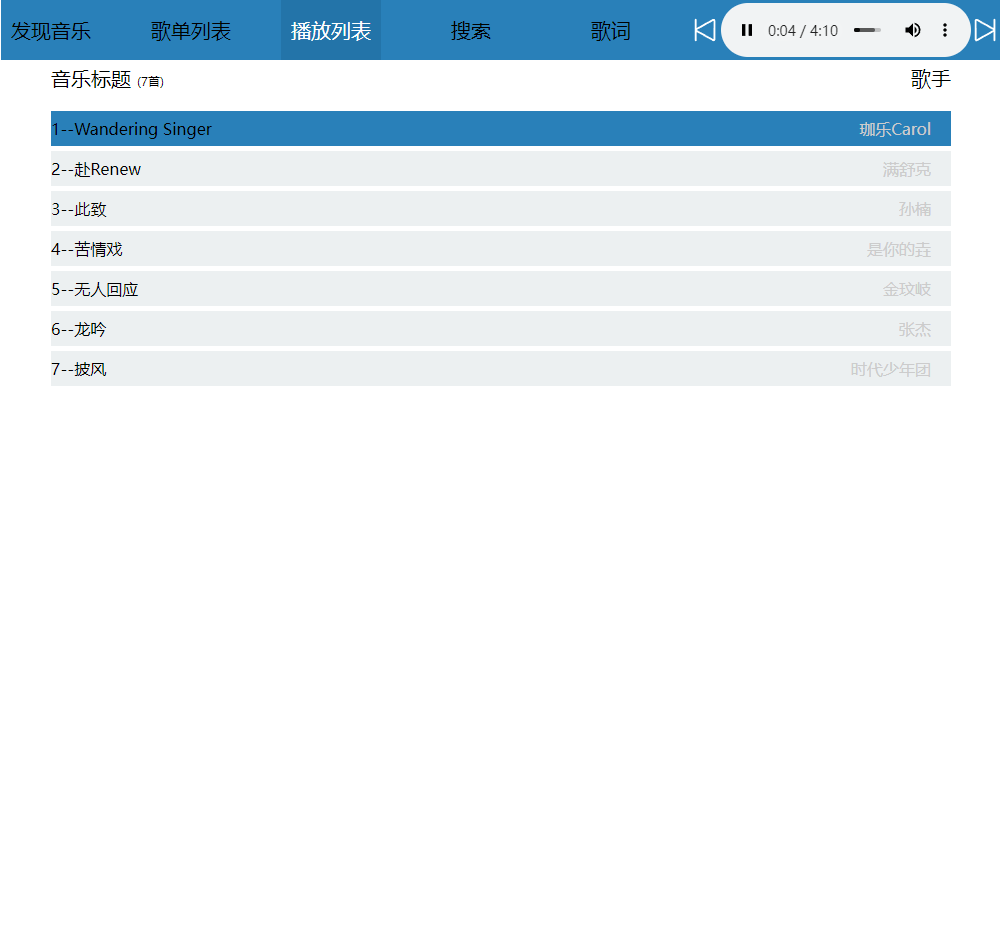 发现音乐 歌单列表 播放列表 搜索 歌词 0:04 / 4:10
音乐标题 (7首) 歌手
1--Wandering Singer 珈乐Carol
2--赴Renew 满舒克
3--此致 孙楠
4--苦情戏 是你的垚
5--无人回应 金玟岐
6--龙吟 张杰
7--披风 时代少年团